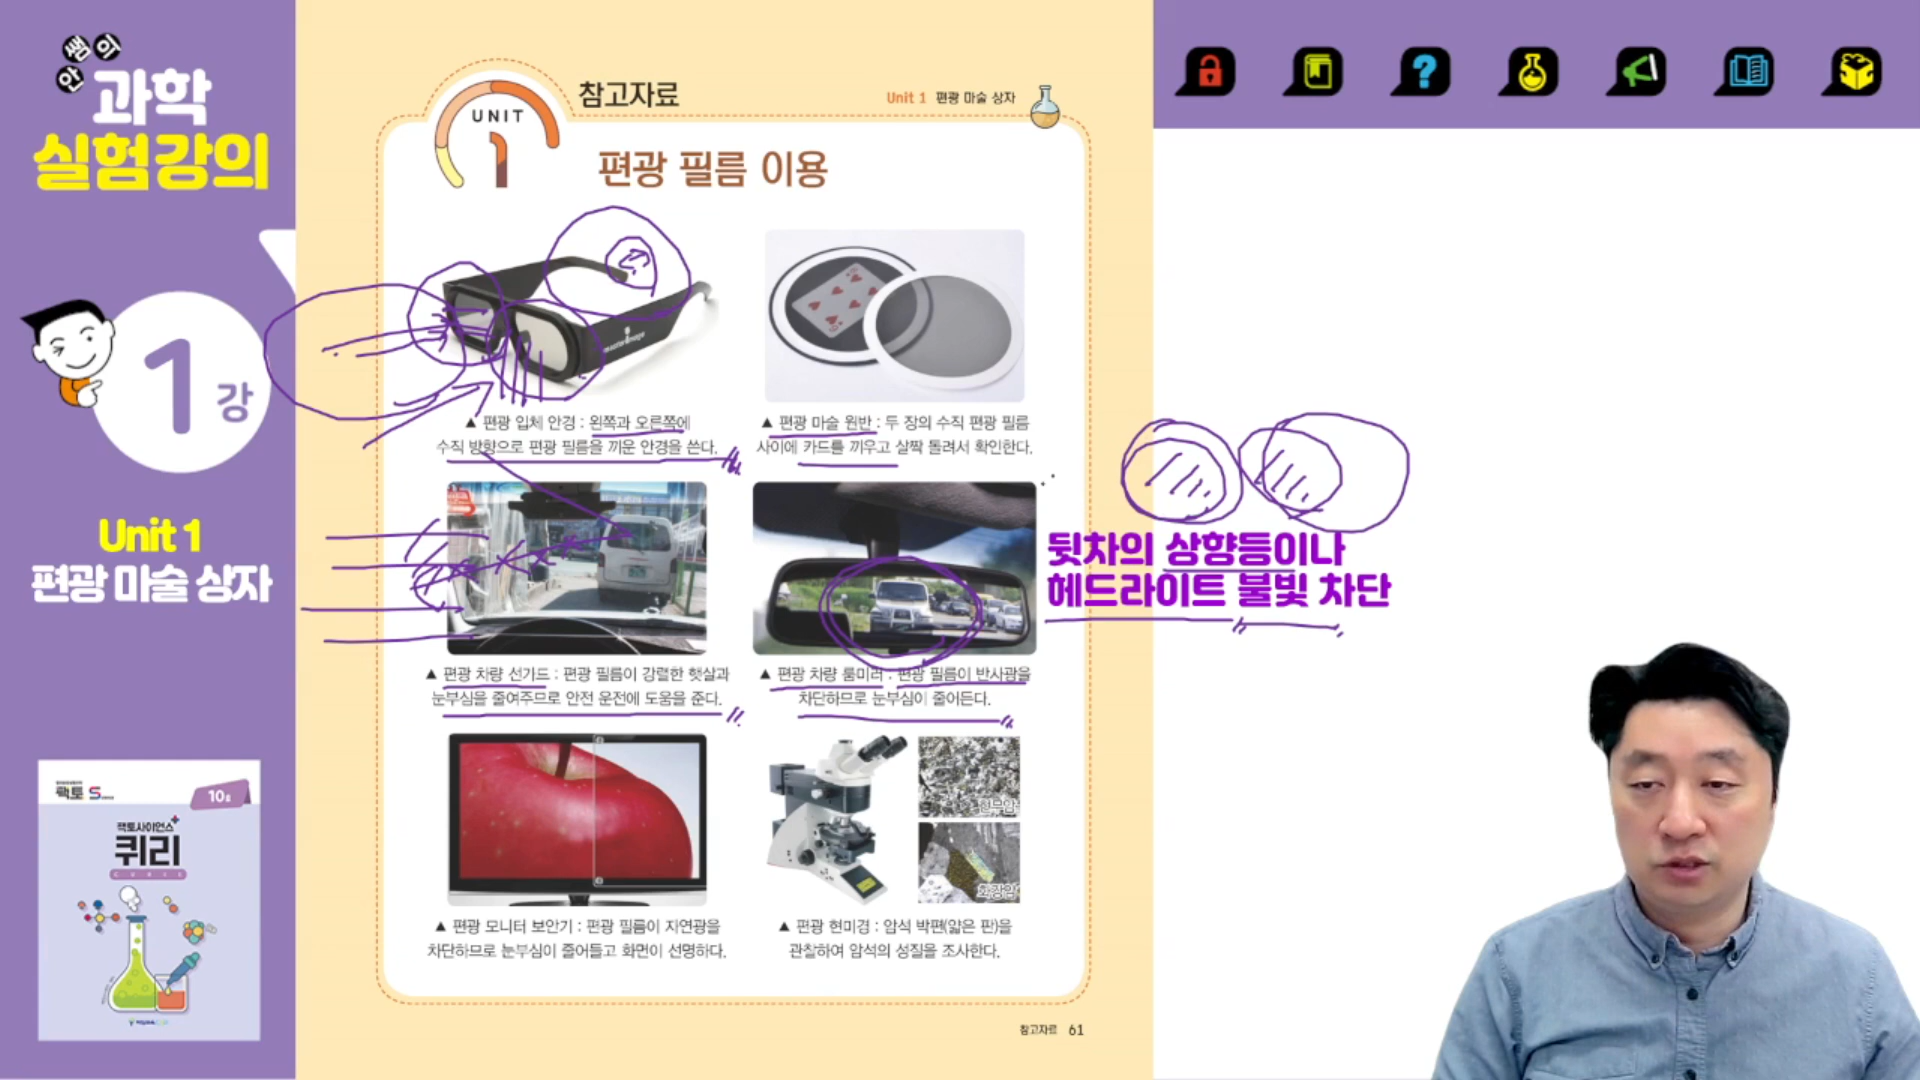 안쌤의
과학
실험강의
1강
Unit 1
편광 마술 상자
팩토 S
10호
팩토사이언스+
퀴리
CURIE
UNIT
1
참고자료
Unit 1 편광 마술 상자
편광 필름 이용
▲ 편광 입체 안경 : 왼쪽과 오른쪽에
수직 방향으로 편광 필름을 끼운 안경을 쓴다.
▲ 편광 마술 원반 : 두 장의 수직 편광 필름
사이에 카드를 끼우고 살짝 돌려서 확인한다.
▲ 편광 차량 선가드 : 편광 필름이 강렬한 햇살과
눈부심을 줄여주므로 안전 운전에 도움을 준다.
▲ 편광 차량 룸미러 : 편광 필름이 반사광을
차단하므로 눈부심이 줄어든다.
뒷차의 상향등이나
헤드라이트 불빛 차단
현무암
화강암
▲ 편광 모니터 보안기 : 편광 필름이 자연광을
차단하므로 눈부심이 줄어들고 화면이 선명하다.
▲ 편광 현미경 : 암석 박편(얇은 판)을
관찰하여 암석의 성질을 조사한다.
참고자료 61